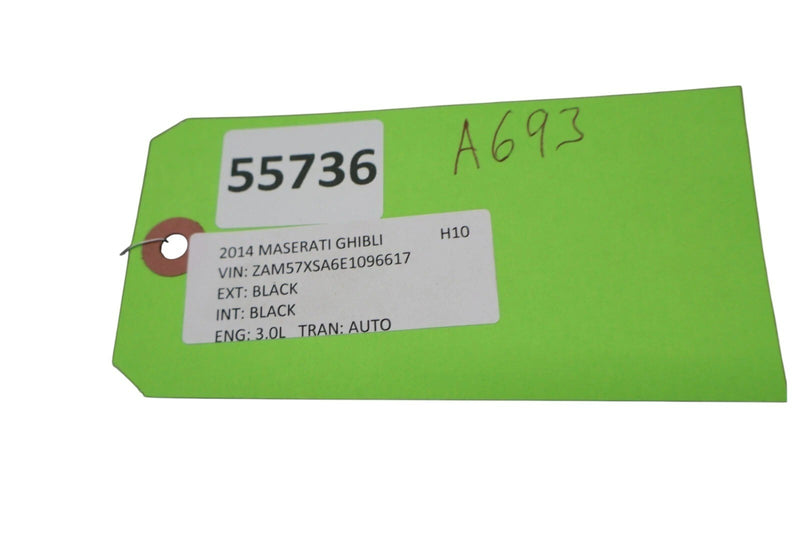 55736
A693
2014 MASERATI GHIBLI H10
VIN: ZAM57XSA6E1096617
EXT: BLACK
INT: BLACK
ENG: 3.0L TRAN: AUTO